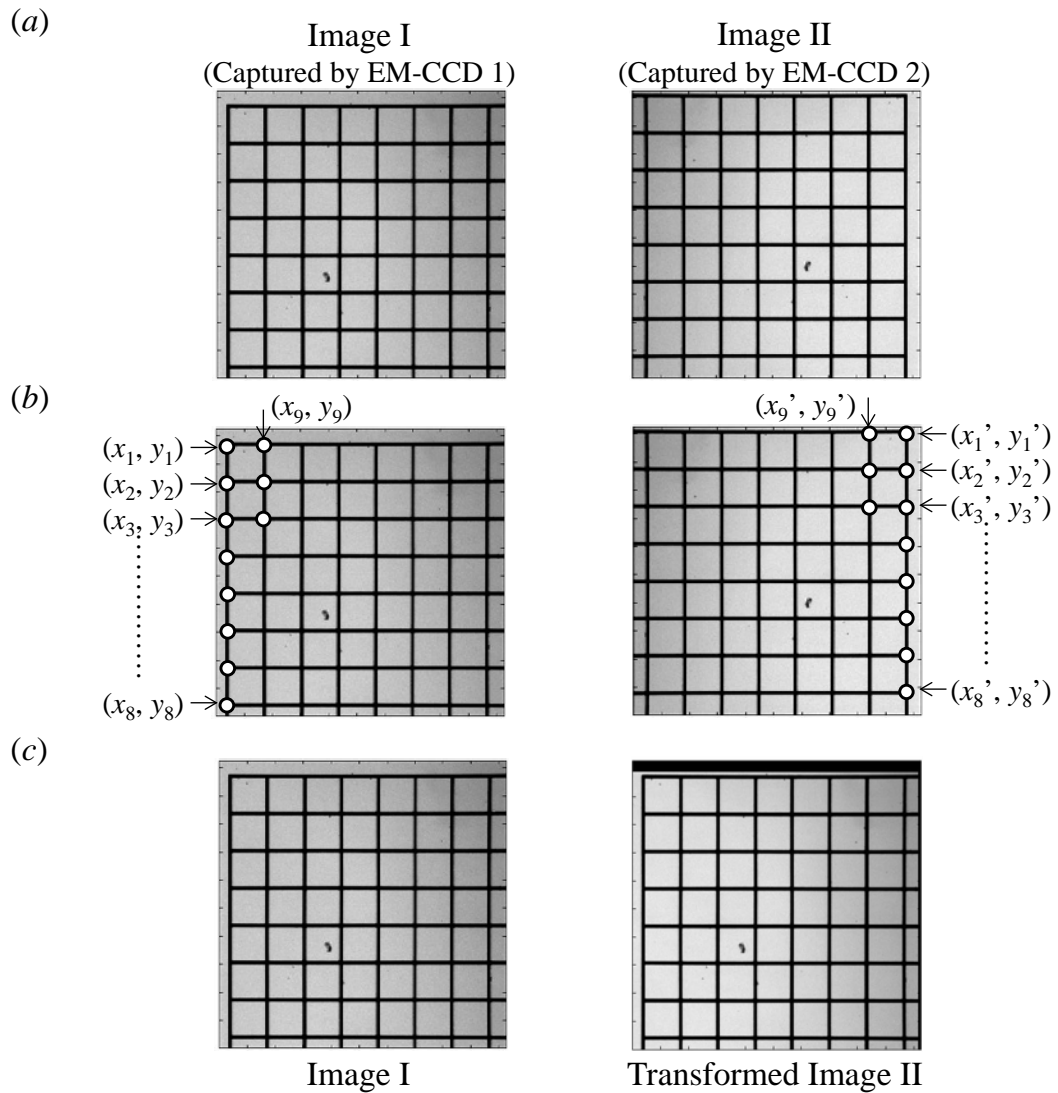 (a)
Image I
(Captured by EM-CCD 1)
Image II
(Captured by EM-CCD 2)
(b)
(x₉, y₉)
(x₁, y₁)
(x₂, y₂)
(x₃, y₃)
(x₈, y₈)
(x₉’, y₉’)
(x₁’, y₁’)
(x₂’, y₂’)
(x₃’, y₃’)
(x₈’, y₈’)
(c)
Image I
Transformed Image II